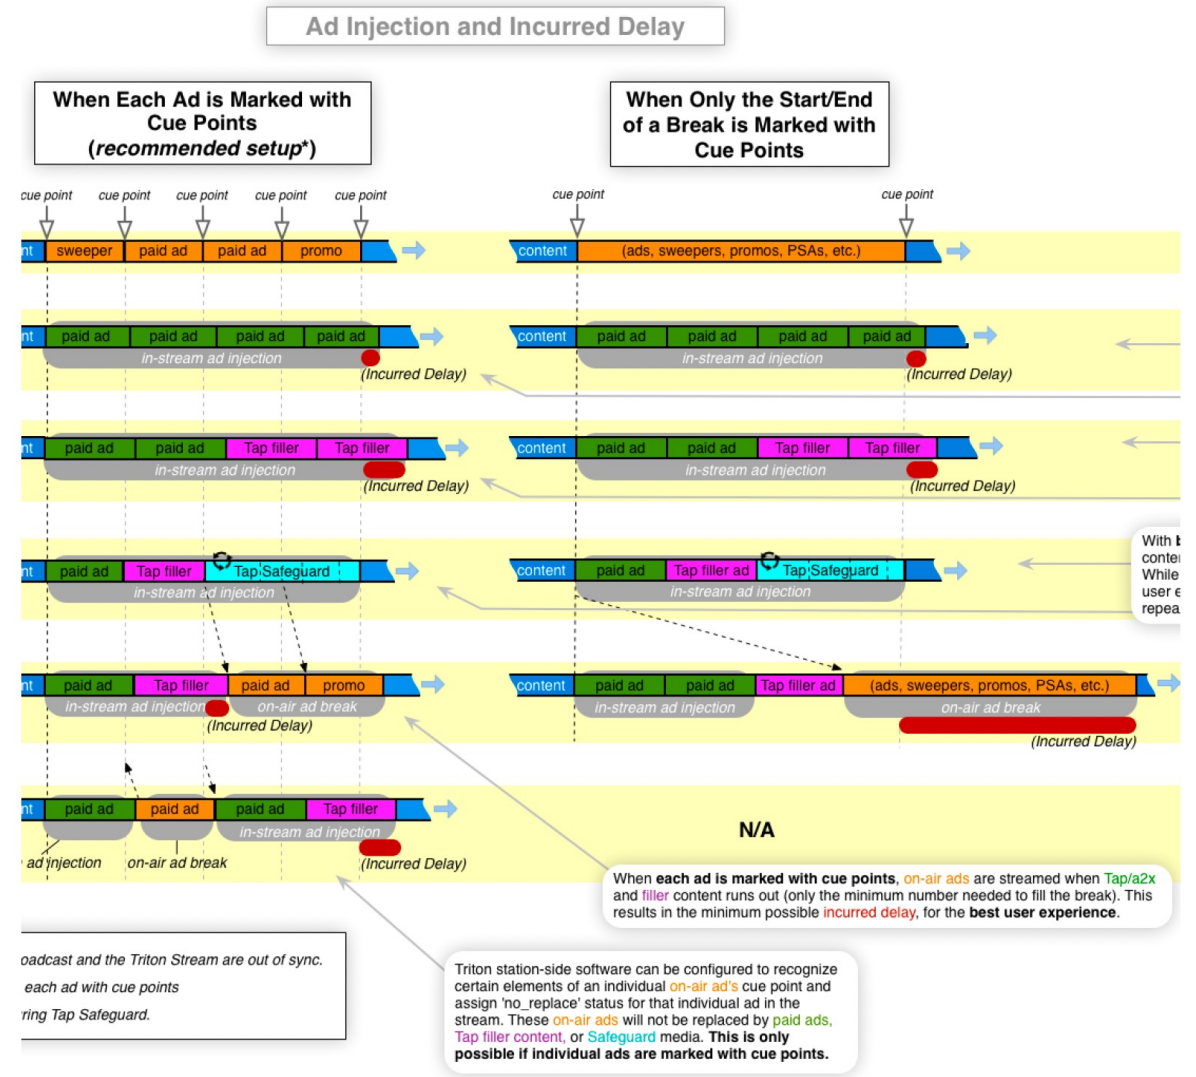 Ad Injection and Incurred Delay
When Each Ad is Marked with
Cue Points
(recommended setup*)
When Only the Start/End
of a Break is Marked with
Cue Points
cue point cue point cue point cue point cue point
cue point cue point
nt sweeper paid ad paid ad promo
content (ads, sweepers, promos, PSAs, etc.)
nt paid ad paid ad paid ad paid ad
in-stream ad injection
(Incurred Delay)
content paid ad paid ad paid ad paid ad
in-stream ad injection
(Incurred Delay)
nt paid ad paid ad Tap filler Tap filler
in-stream ad injection
(Incurred Delay)
content paid ad paid ad Tap filler Tap filler
in-stream ad injection
(Incurred Delay)
nt paid ad Tap filler Tap Safeguard
in-stream ad injection
content paid ad Tap filler ad Tap Safeguard
in-stream ad injection
With b
conte
While
user e
repea
nt paid ad Tap filler paid ad promo
in-stream ad injection on-air ad break
(Incurred Delay)
content paid ad paid ad Tap filler ad (ads, sweepers, promos, PSAs, etc.)
in-stream ad injection on-air ad break
(Incurred Delay)
nt paid ad paid ad paid ad Tap filler
in-stream ad injection
ad injection on-air ad break (Incurred Delay)
N/A
When each ad is marked with cue points, on-air ads are streamed when Tap/a2x
and filler content runs out (only the minimum number needed to fill the break). This
results in the minimum possible incurred delay, for the best user experience.
oadcast and the Triton Stream are out of sync.
each ad with cue points
rring Tap Safeguard.
Triton station-side software can be configured to recognize
certain elements of an individual on-air ad's cue point and
assign 'no_replace' status for that individual ad in the
stream. These on-air ads will not be replaced by paid ads,
Tap filler content, or Safeguard media. This is only
possible if individual ads are marked with cue points.